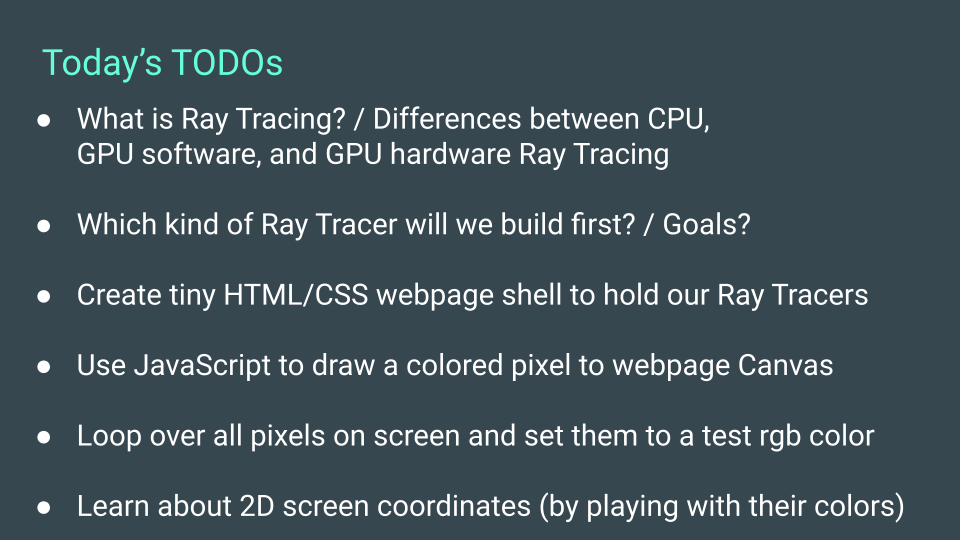 Today’s TODOs
● What is Ray Tracing? / Differences between CPU,
GPU software, and GPU hardware Ray Tracing
● Which kind of Ray Tracer will we build first? / Goals?
● Create tiny HTML/CSS webpage shell to hold our Ray Tracers
● Use JavaScript to draw a colored pixel to webpage Canvas
● Loop over all pixels on screen and set them to a test rgb color
● Learn about 2D screen coordinates (by playing with their colors)